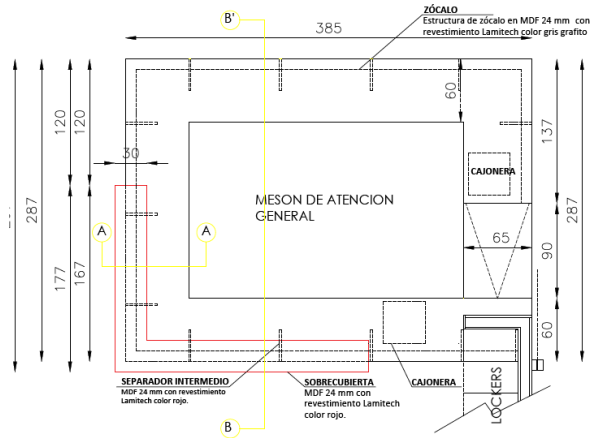 ZÓCALO
Estructura de zócalo en MDF 24 mm con
revestimiento Lamitech color gris grafito
B'
385
60
137
120
120
30
CAJONERA
287
287
287
MESON DE ATENCION
GENERAL
A
A
65
90
177
167
60
SEPARADOR INTERMEDIO
MDF 24 mm con revestimiento
Lamitech color rojo.
SOBRECUBIERTA
MDF 24 mm con
revestimiento Lamitech
color rojo.
CAJONERA
LOCKERS
B